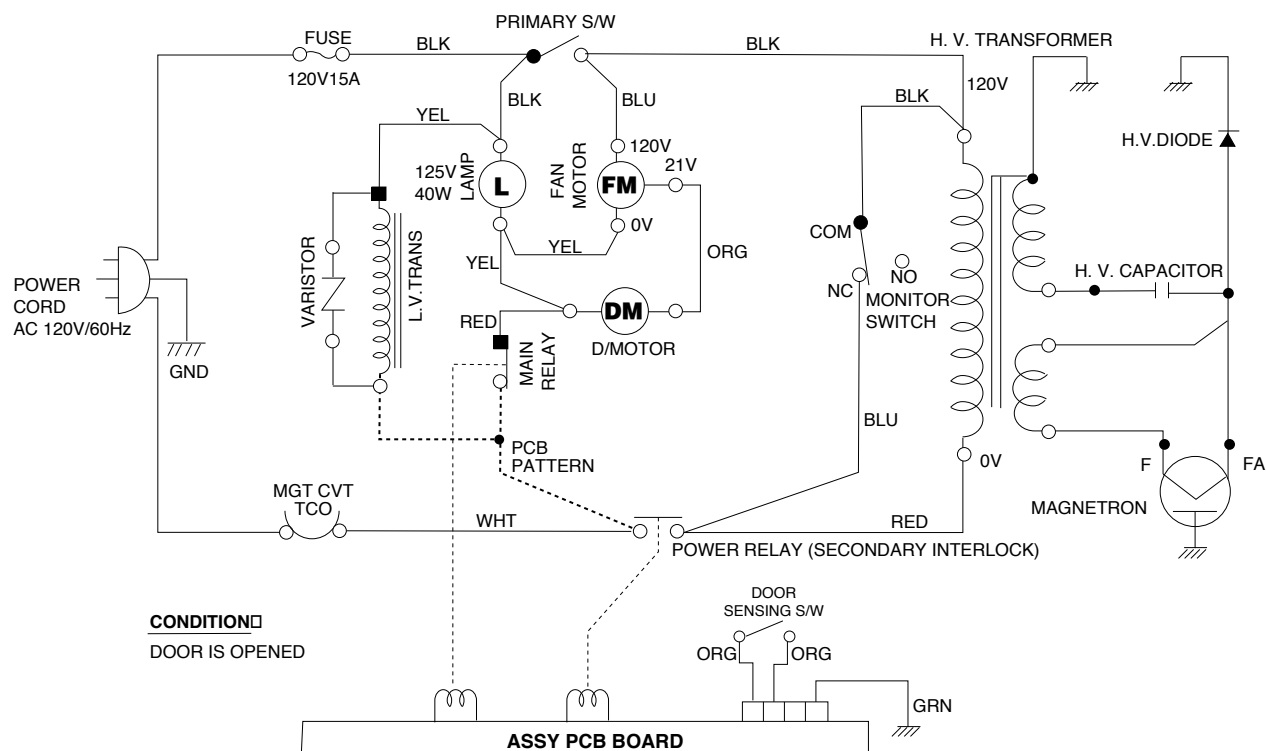 PRIMARY S/W
FUSE
BLK
BLK
H. V. TRANSFORMER
120V15A
120V
BLK
BLU
BLK
YEL
H.V.DIODE
120V
21V
125V
40W
LAMP
L
FAN
MOTOR
FM
0V
COM
YEL
ORG
YEL
NO
H. V. CAPACITOR
POWER
CORD
AC 120V/60Hz
VARISTOR
L.V.TRANS
NC
MONITOR
SWITCH
RED
DM
D/MOTOR
GND
MAIN
RELAY
BLU
PCB
PATTERN
0V
F
FA
MGT CVT
TCO
WHT
RED
MAGNETRON
POWER RELAY (SECONDARY INTERLOCK)
DOOR
SENSING S/W
CONDITION□
DOOR IS OPENED
ORG
ORG
GRN
ASSY PCB BOARD